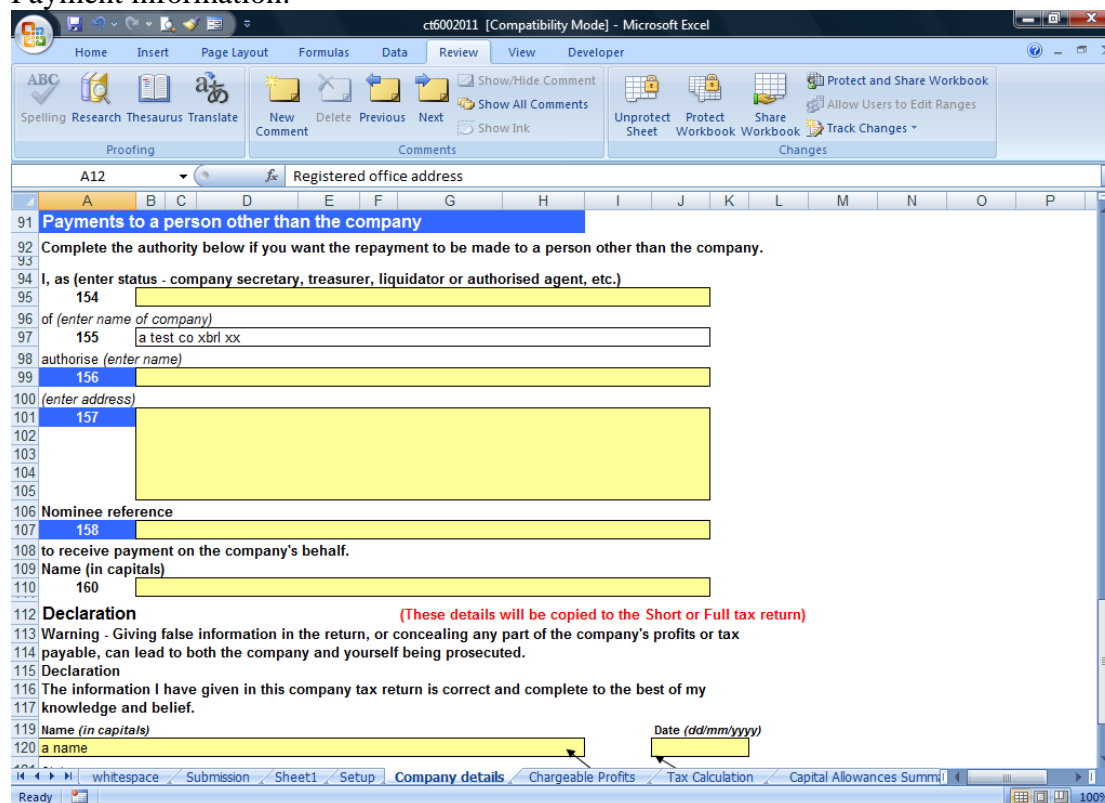 Payment information.
ct6002011 [Compatibility Mode] - Microsoft Excel
Home Insert Page Layout Formulas Data Review View Developer
ABC
Spelling Research Thesaurus Translate
New Comment Delete Previous Next
Show/Hide Comment
Show All Comments
Show Ink
Unprotect Sheet Protect Workbook Share Workbook
Protect and Share Workbook
Allow Users to Edit Ranges
Track Changes
Proofing Comments Changes
A12 fx Registered office address
A B C D E F G H I J K L M N O P
91 Payments to a person other than the company
92 Complete the authority below if you want the repayment to be made to a person other than the company.
93
94 I, as (enter status - company secretary, treasurer, liquidator or authorised agent, etc.)
95 154
96 of (enter name of company)
97 155 a test co xbrl xx
98 authorise (enter name)
99 156
100 (enter address)
101 157
102
103
104
105
106 Nominee reference
107 158
108 to receive payment on the company's behalf.
109 Name (in capitals)
110 160
112 Declaration (These details will be copied to the Short or Full tax return)
113 Warning - Giving false information in the return, or concealing any part of the company's profits or tax
114 payable, can lead to both the company and yourself being prosecuted.
115 Declaration
116 The information I have given in this company tax return is correct and complete to the best of my
117 knowledge and belief.
119 Name (in capitals) Date (dd/mm/yyyy)
120 a name
whitespace Submission Sheet1 Setup Company details Chargeable Profits Tax Calculation Capital Allowances Summ
Ready 100%